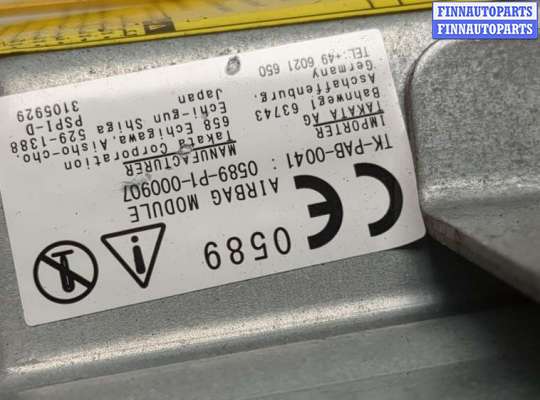 FINNAUTOPARTS
FINNAUTOPARTS
FINNAUTOPARTS
0589
AIRBAG MODULE
TK-PAB-0041 : 0589-P1-000907
MANUFACTURER
Takata Corporation
658 Echigawa, Aisho-cho.
Echi-gun Shiga 529-1388
Japan
PSPI-D
3105929
IMPORTER
TAKATA AG
Bahnweg1 63743
Aschaffenburg.
Germany
TEL:+49 6021 650